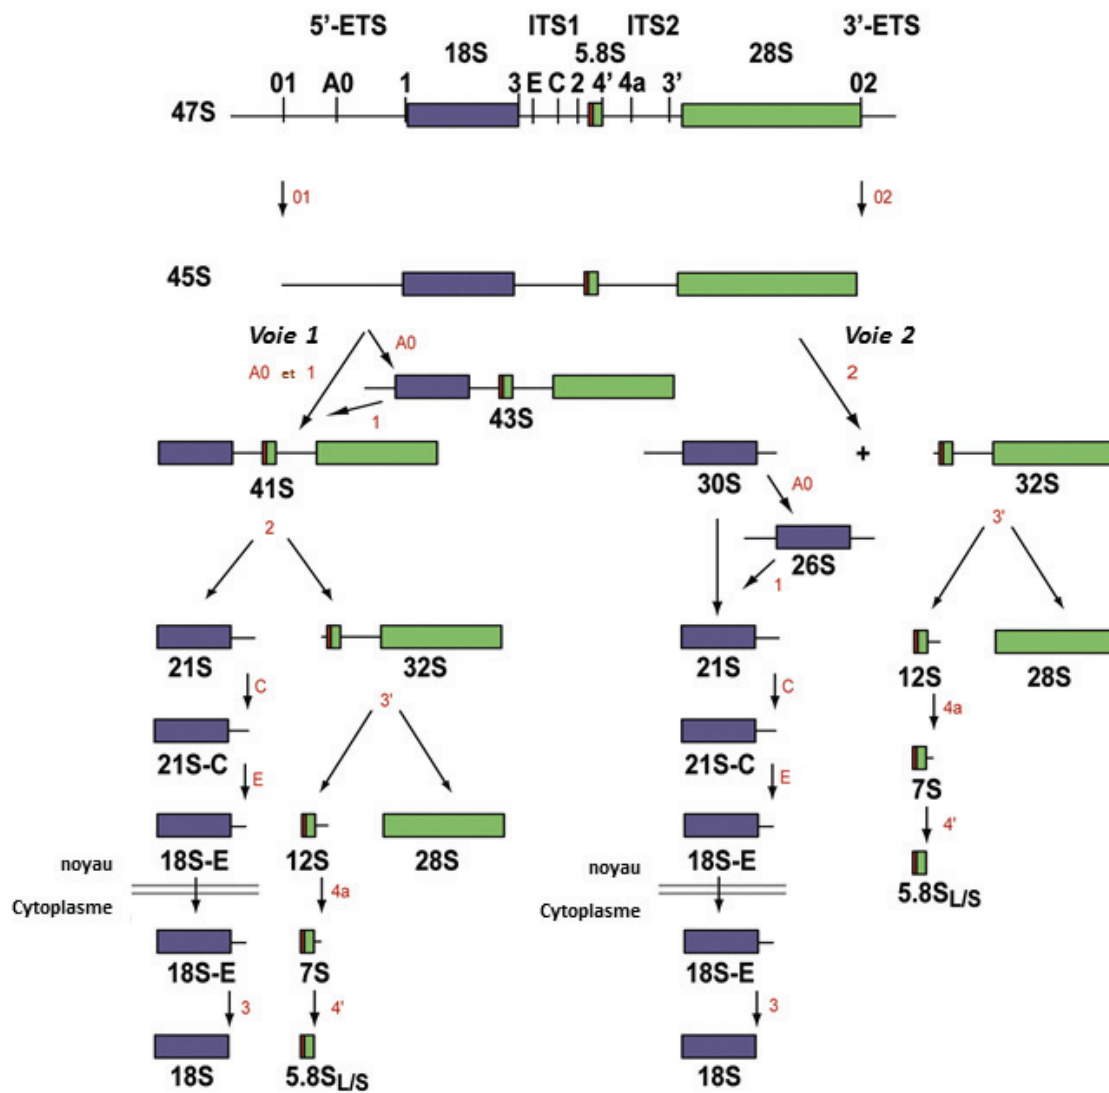 5'-ETS ITS1 ITS2 3'-ETS
18S 5.8S 28S
01 A0 1 3 E C 2 4' 4a 3' 02
47S
01 02
45S
Voie 1 Voie 2
A0
A0 et 1 2
1 43S
41S 30S + 32S
2 A0 3'
26S
1
21S 32S 21S 12S 28S
C 3' C 4a
21S-C 21S-C 7S
E E 4'
18S-E 12S 28S 18S-E 5.8SL/S
noyau noyau
4a
Cytoplasme Cytoplasme
18S-E 7S 18S-E
3 4' 3
18S 5.8SL/S 18S